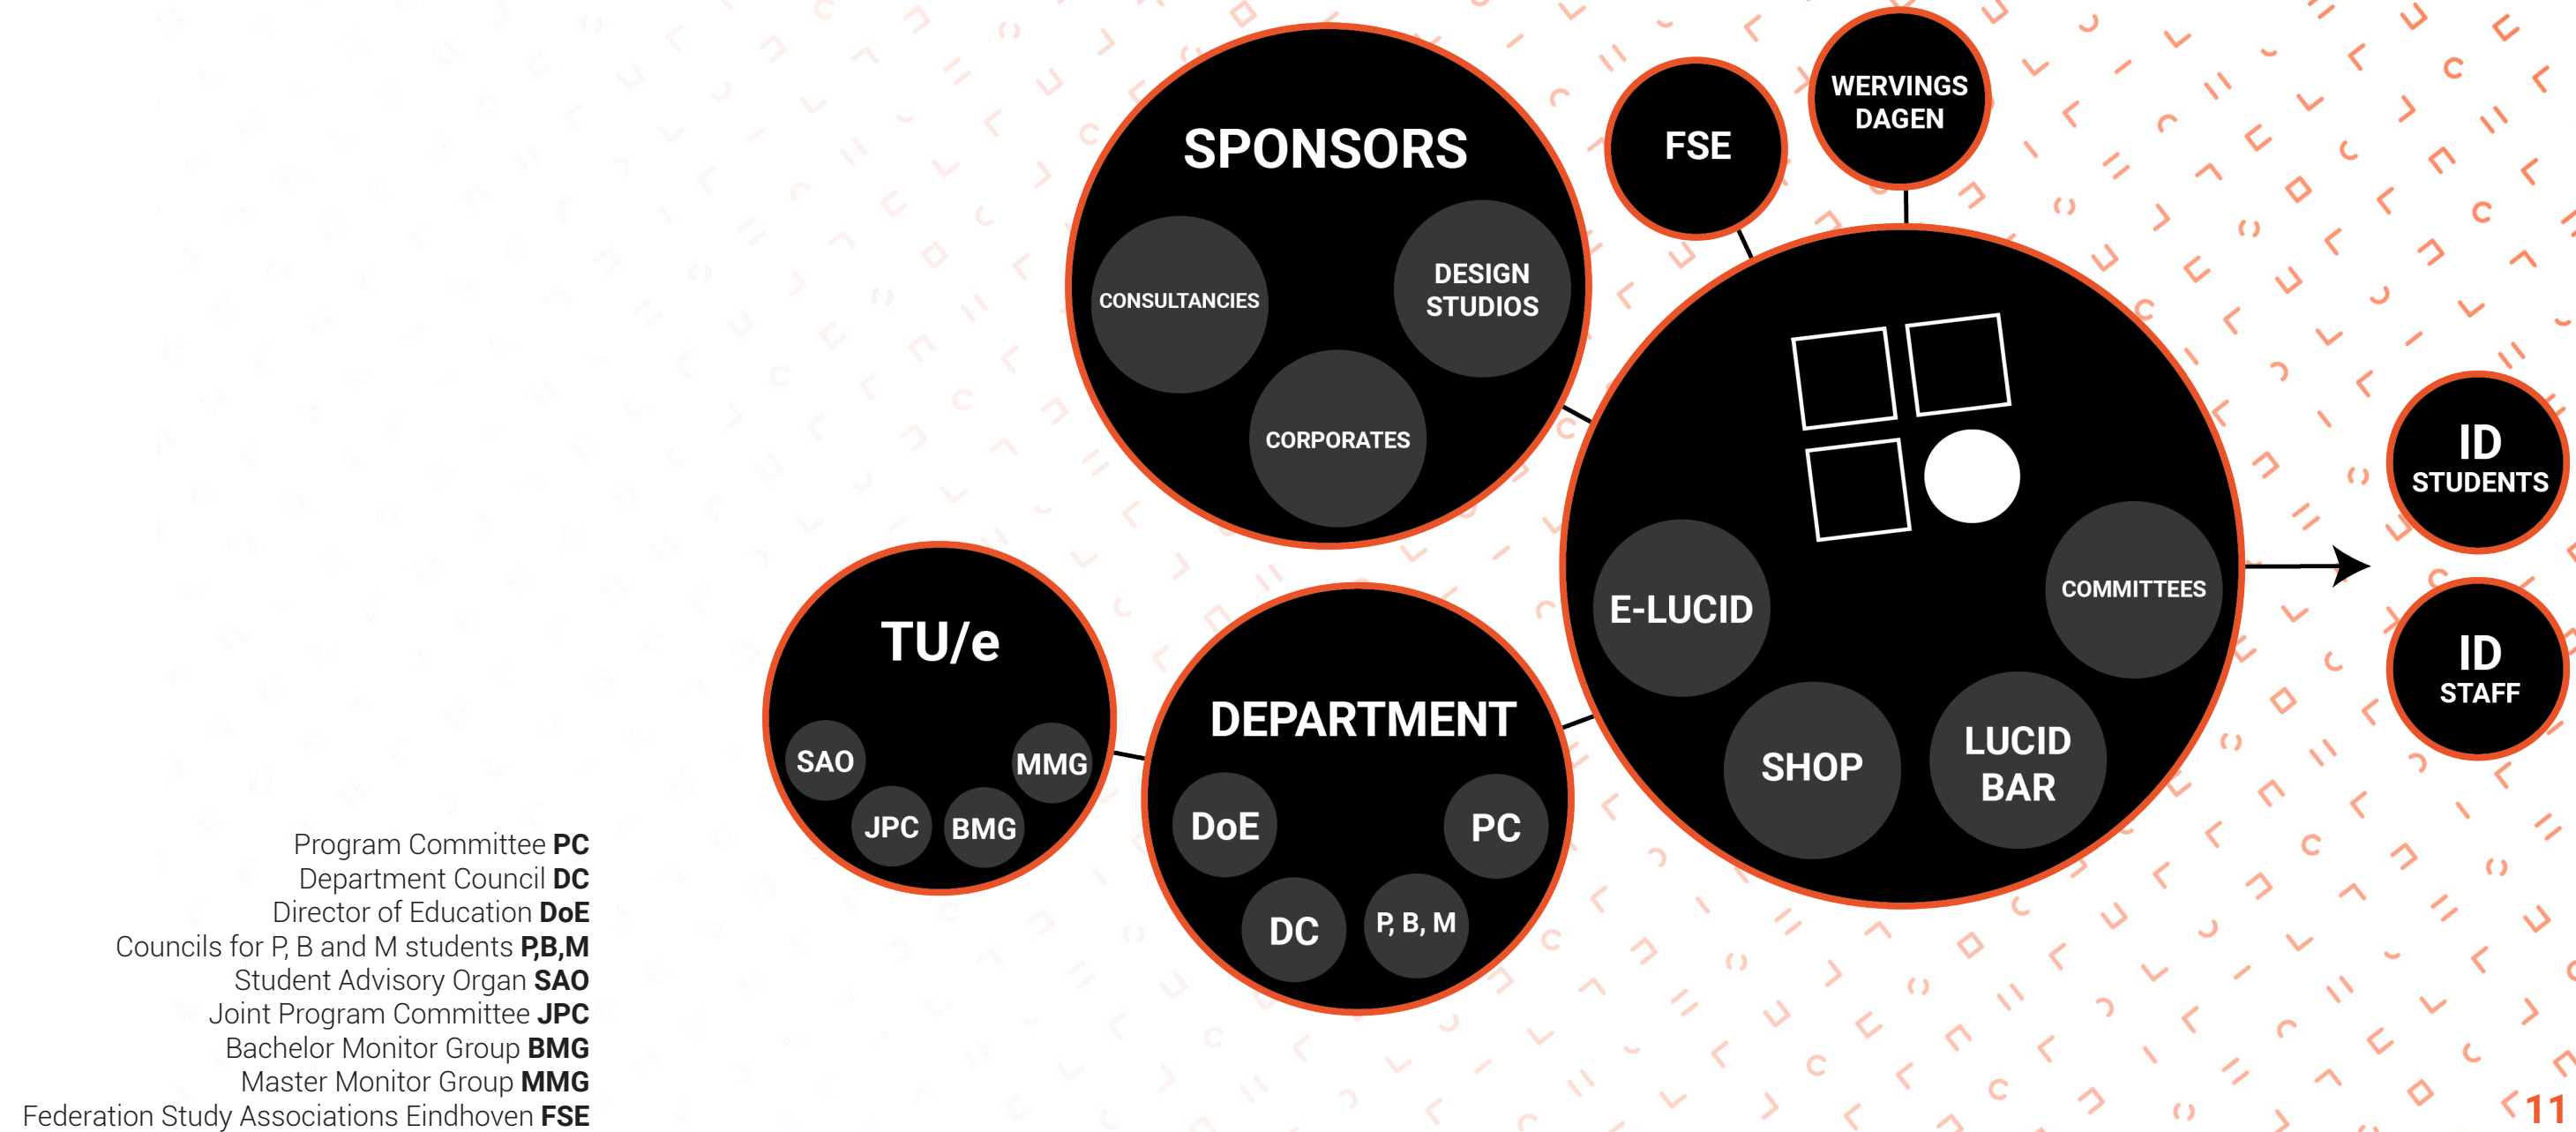 SPONSORS
CONSULTANCIES
DESIGN
STUDIOS
CORPORATES
FSE
WERVINGS
DAGEN
E-LUCID
SHOP
LUCID
BAR
COMMITTEES
ID
STUDENTS
ID
STAFF
TU/e
SAO
JPC
BMG
MMG
DEPARTMENT
DoE
DC
P, B, M
PC
Program Committee PC
Department Council DC
Director of Education DoE
Councils for P, B and M students P,B,M
Student Advisory Organ SAO
Joint Program Committee JPC
Bachelor Monitor Group BMG
Master Monitor Group MMG
Federation Study Associations Eindhoven FSE
11